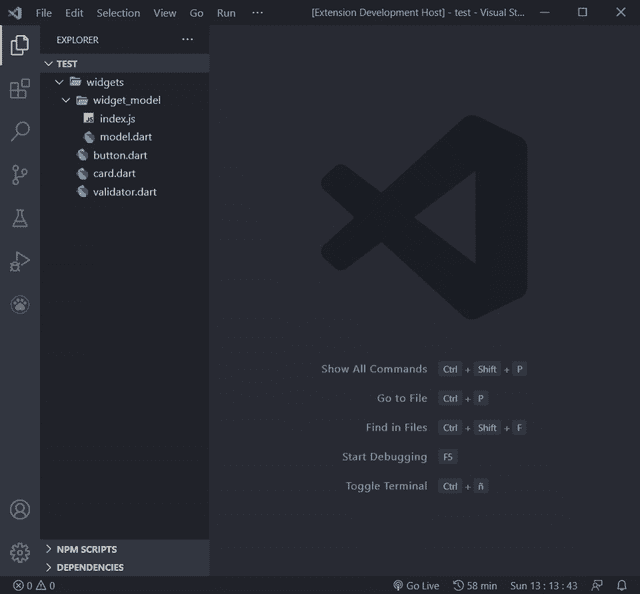 File Edit Selection View Go Run ··· [Extension Development Host] - test - Visual St...
EXPLORER ···
TEST
widgets
widget_model
JS index.js
model.dart
button.dart
card.dart
validator.dart
Show All Commands Ctrl + Shift + P
Go to File Ctrl + P
Find in Files Ctrl + Shift + F
Start Debugging F5
Toggle Terminal Ctrl + ñ
NPM SCRIPTS
DEPENDENCIES
0 0 Go Live 58 min Sun 13 : 13 : 43